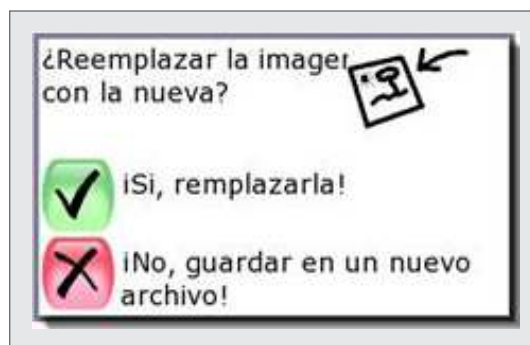 ¿Reemplazar la imagen
con la nueva?
¡Si, remplazarla!
¡No, guardar en un nuevo
archivo!